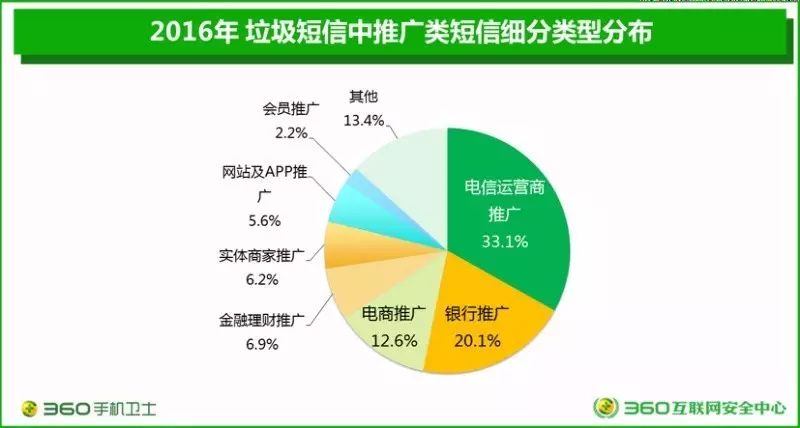 2016年 垃圾短信中推广类短信细分类型分布
会员推广
2.2%
其他
13.4%
网站及APP推
广
5.6%
实体商家推广
6.2%
金融理财推广
6.9%
电商推广
12.6%
银行推广
20.1%
电信运营商
推广
33.1%
360手机卫士
360互联网安全中心